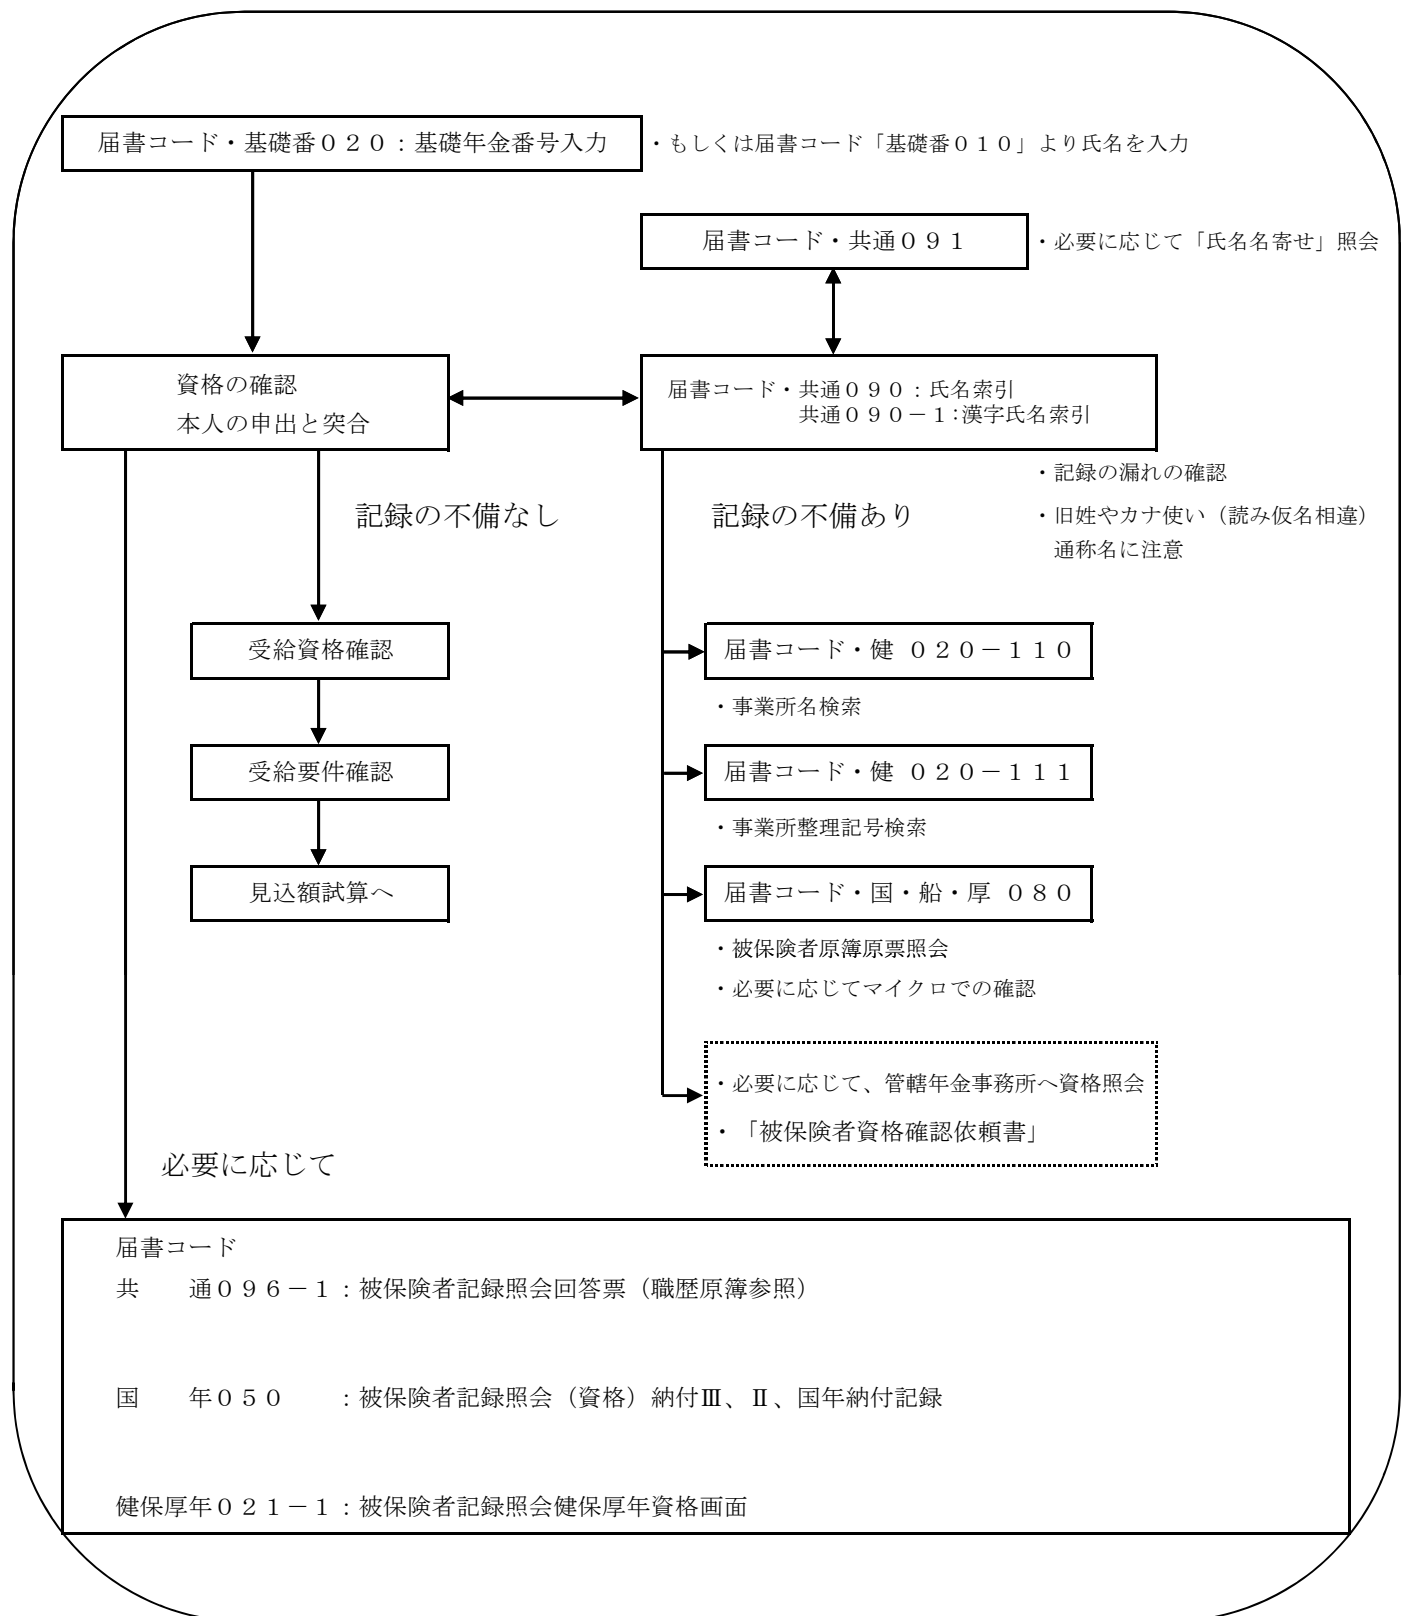 届書コード・基礎番０２０：基礎年金番号入力
・もしくは届書コード「基礎番０１０」より氏名を入力
届書コード・共通０９１
・必要に応じて「氏名名寄せ」照会
資格の確認
本人の申出と突合
届書コード・共通０９０：氏名索引
共通０９０－１：漢字氏名索引
・記録の漏れの確認
・旧姓やカナ使い（読み仮名相違）
通称名に注意
記録の不備なし
記録の不備あり
受給資格確認
受給要件確認
見込額試算へ
届書コード・健 ０２０－１１０
・事業所名検索
届書コード・健 ０２０－１１１
・事業所整理記号検索
届書コード・国・船・厚 ０８０
・被保険者原簿原票照会
・必要に応じてマイクロでの確認
・必要に応じて、管轄年金事務所へ資格照会
・「被保険者資格確認依頼書」
必要に応じて
届書コード
共　　通０９６－１：被保険者記録照会回答票（職歴原簿参照）
国　　年０５０　　：被保険者記録照会（資格）納付Ⅲ、Ⅱ、国年納付記録
健保厚年０２１－１：被保険者記録照会健保厚年資格画面